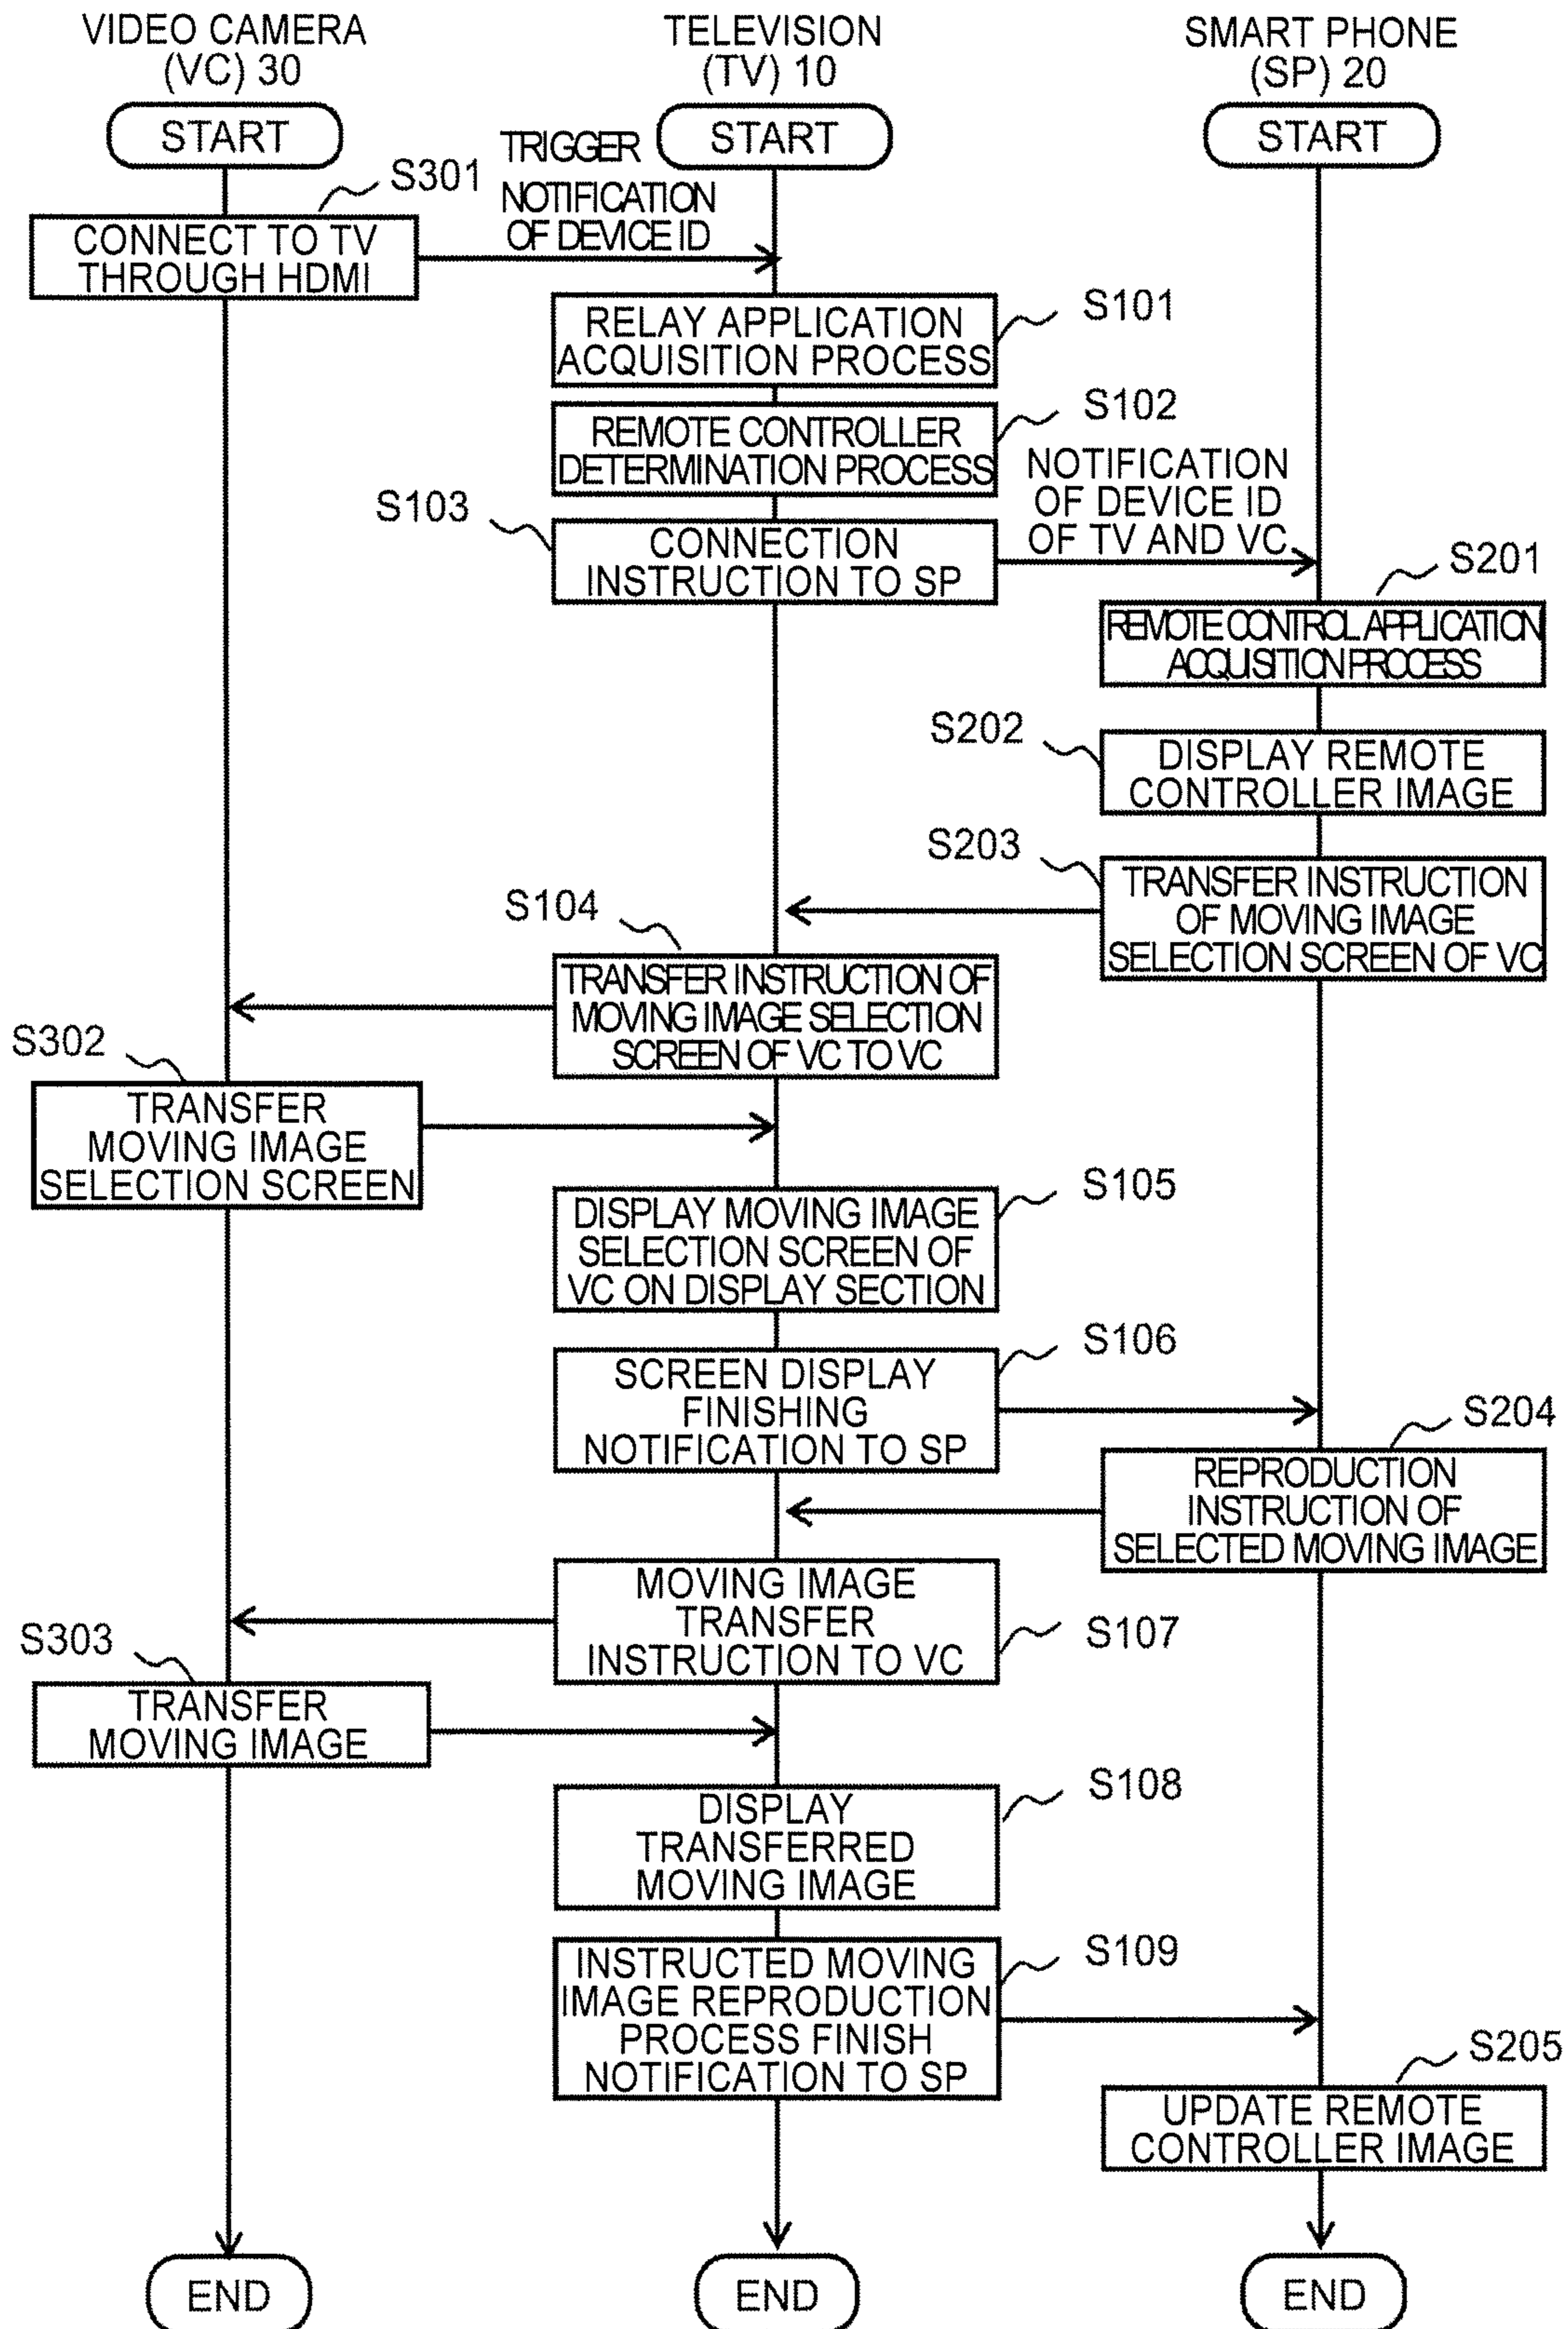 VIDEO CAMERA
(VC) 30
TELEVISION
(TV) 10
SMART PHONE
(SP) 20
START
START
START
TRIGGER
NOTIFICATION
OF DEVICE ID
S301
CONNECT TO TV
THROUGH HDMI
S101
RELAY APPLICATION
ACQUISITION PROCESS
S102
REMOTE CONTROLLER
DETERMINATION PROCESS
NOTIFICATION
OF DEVICE ID
OF TV AND VC
S103
CONNECTION
INSTRUCTION TO SP
S201
REMOTE CONTROL APPLICATION
ACQUISITION PROCESS
S202
DISPLAY REMOTE
CONTROLLER IMAGE
S203
TRANSFER INSTRUCTION
OF MOVING IMAGE
SELECTION SCREEN OF VC
S104
TRANSFER INSTRUCTION OF
MOVING IMAGE SELECTION
SCREEN OF VC TO VC
S302
TRANSFER
MOVING IMAGE
SELECTION SCREEN
S105
DISPLAY MOVING IMAGE
SELECTION SCREEN OF
VC ON DISPLAY SECTION
S106
SCREEN DISPLAY
FINISHING
NOTIFICATION TO SP
S204
REPRODUCTION
INSTRUCTION OF
SELECTED MOVING IMAGE
MOVING IMAGE
TRANSFER
INSTRUCTION TO VC
S107
S303
TRANSFER
MOVING IMAGE
S108
DISPLAY
TRANSFERRED
MOVING IMAGE
S109
INSTRUCTED MOVING
IMAGE REPRODUCTION
PROCESS FINISH
NOTIFICATION TO SP
S205
UPDATE REMOTE
CONTROLLER IMAGE
END
END
END